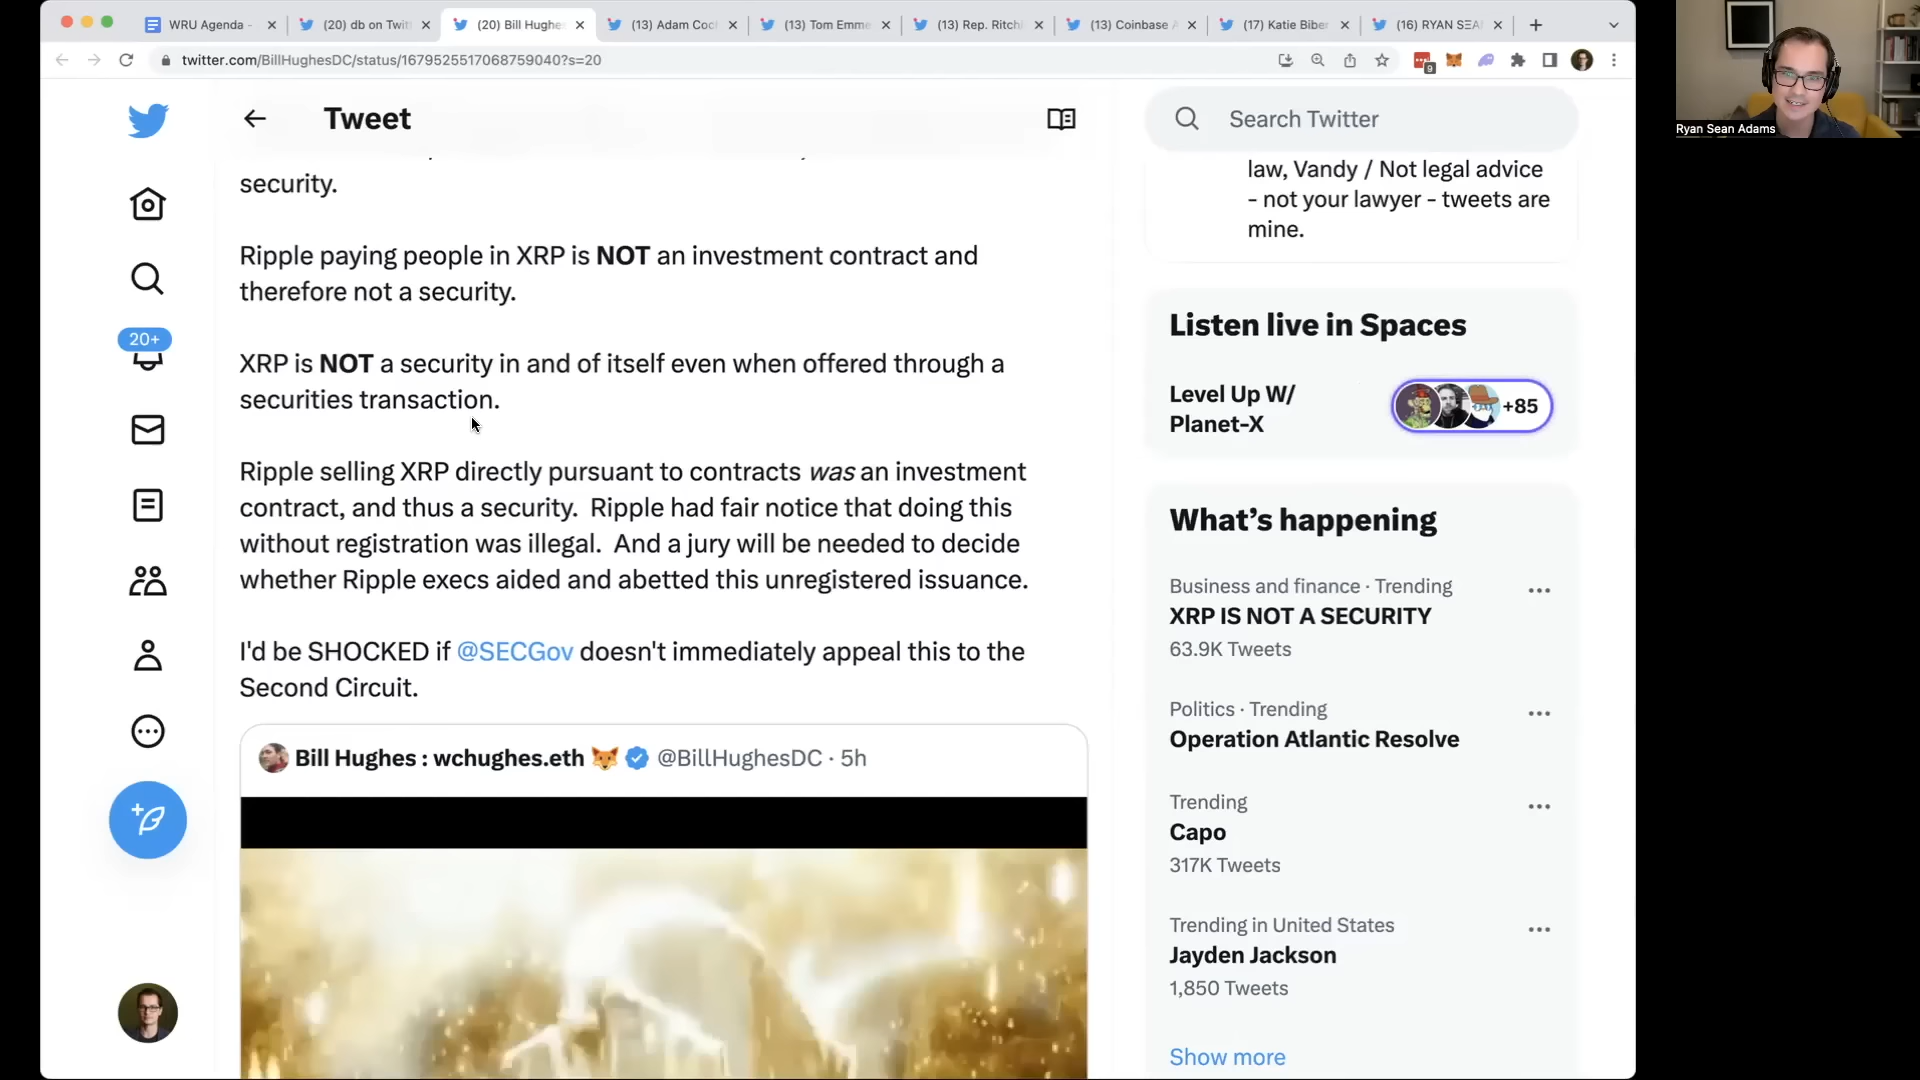 WRU Agenda -
(20) db on Twit
(20) Bill Hughes
(13) Adam Coc
(13) Tom Emme
(13) Rep. Ritchi
(13) Coinbase A
(17) Katie Biber
(16) RYAN SΞA
twitter.com/BillHughesDC/status/1679525517068759040?s=20
9
Ryan Sean Adams
Tweet
Search Twitter
security.
Ripple paying people in XRP is NOT an investment contract and
therefore not a security.
XRP is NOT a security in and of itself even when offered through a
securities transaction.
Ripple selling XRP directly pursuant to contracts was an investment
contract, and thus a security.  Ripple had fair notice that doing this
without registration was illegal.  And a jury will be needed to decide
whether Ripple execs aided and abetted this unregistered issuance.
I'd be SHOCKED if @SECGov doesn't immediately appeal this to the
Second Circuit.
Bill Hughes : wchughes.eth 🦊 @BillHughesDC · 5h
20+
law, Vandy / Not legal advice
- not your lawyer - tweets are
mine.
Listen live in Spaces
Level Up W/
Planet-X
+85
What's happening
Business and finance · Trending
XRP IS NOT A SECURITY
63.9K Tweets
Politics · Trending
Operation Atlantic Resolve
Trending
Capo
317K Tweets
Trending in United States
Jayden Jackson
1,850 Tweets
Show more